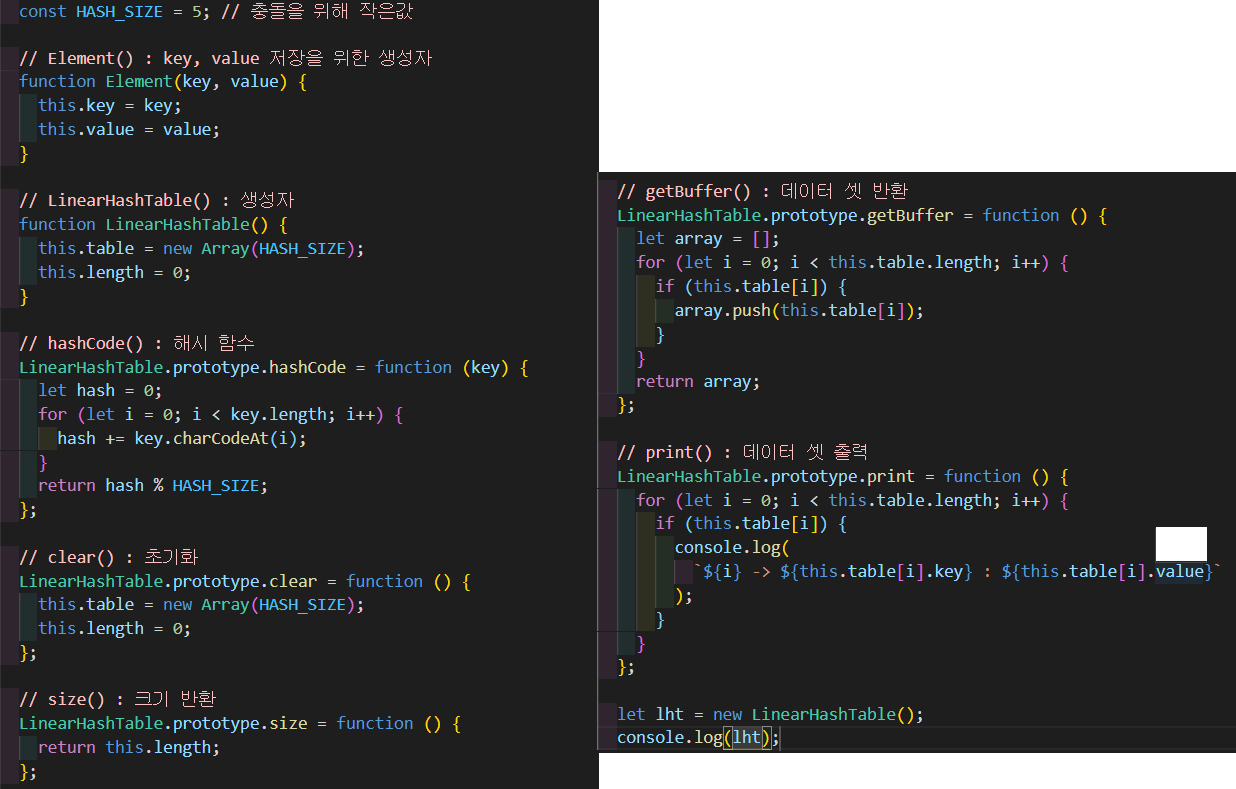 const HASH_SIZE = 5; // 충돌을 위해 작은값
// Element() : key, value 저장을 위한 생성자
function Element(key, value) {
  this.key = key;
  this.value = value;
}
// LinearHashTable() : 생성자
function LinearHashTable() {
  this.table = new Array(HASH_SIZE);
  this.length = 0;
}
// hashCode() : 해시 함수
LinearHashTable.prototype.hashCode = function (key) {
  let hash = 0;
  for (let i = 0; i < key.length; i++) {
    hash += key.charCodeAt(i);
  }
  return hash % HASH_SIZE;
};
// clear() : 초기화
LinearHashTable.prototype.clear = function () {
  this.table = new Array(HASH_SIZE);
  this.length = 0;
};
// size() : 크기 반환
LinearHashTable.prototype.size = function () {
  return this.length;
};
// getBuffer() : 데이터 셋 반환
LinearHashTable.prototype.getBuffer = function () {
  let array = [];
  for (let i = 0; i < this.table.length; i++) {
    if (this.table[i]) {
      array.push(this.table[i]);
    }
  }
  return array;
};
// print() : 데이터 셋 출력
LinearHashTable.prototype.print = function () {
  for (let i = 0; i < this.table.length; i++) {
    if (this.table[i]) {
      console.log(
        `${i} -> ${this.table[i].key} : ${this.table[i].value}`
      );
    }
  }
};
let lht = new LinearHashTable();
console.log(lht);